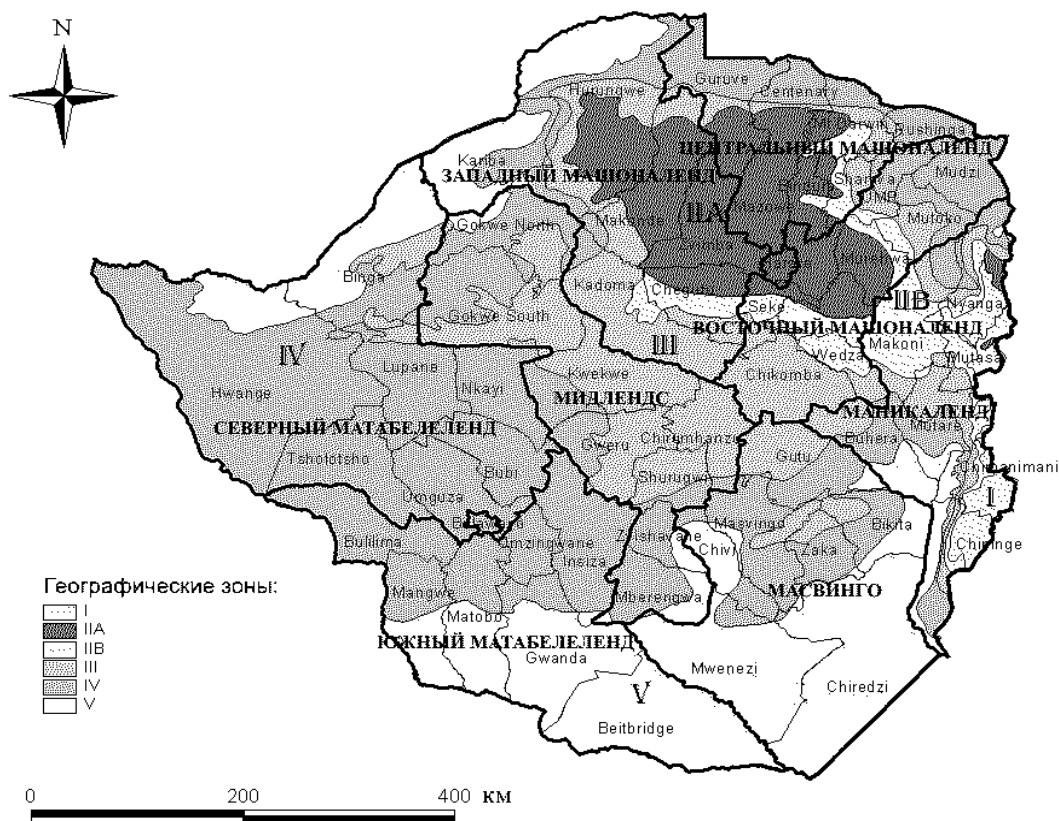 N
Hurungwe
Guruve
Centenary
Rushinga
ЦЕНТРАЛЬНЫЙ МАШОНАЛЕНД
Kariba
ЗАПАДНЫЙ МАШОНАЛЕНД
Shamva
Mudzi
Bindura
UMP
Mazowe
Makonde
IIA
Mutoko
Gokwe North
Zvimba
Murehwa
Binga
Kadoma
Chegutu
Seke
IIB
Nyanga
Gokwe South
ВОСТОЧНЫЙ МАШОНАЛЕНД
III
Makoni
IV
Wedza
Mutasa
Lupane
Kwekwe
Chikomba
Hwange
Nkayi
МИДЛЕНДС
МАНИКАЛЕНД
СЕВЕРНЫЙ МАТАБЕЛЕЛЕНД
Mutare
Gweru
Chirumhanzu
Buhera
Tsholotsho
Gutu
Bubi
Shurugwi
Chimanimani
Umguza
I
Bulawayo
Masvingo
Bikita
Bulilima
Umzingwane
Zvishavane
Chivi
Zaka
Chipinge
Insiza
Географические зоны:
I
IIA
IIB
III
IV
V
Mangwe
Mberengwa
МАСВИНГО
Matobo
ЮЖНЫЙ МАТАБЕЛЕЛЕНД
Gwanda
Mwenezi
V
Chiredzi
Beitbridge
0 200 400 км